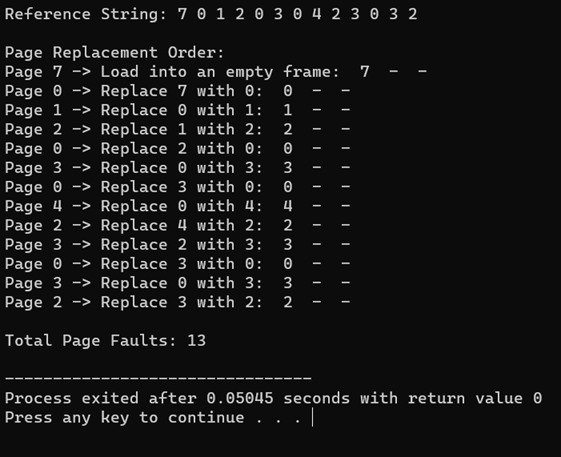 Reference String: 7 0 1 2 0 3 0 4 2 3 0 3 2
Page Replacement Order:
Page 7 -> Load into an empty frame:  7  -  -
Page 0 -> Replace 7 with 0:  0  -  -
Page 1 -> Replace 0 with 1:  1  -  -
Page 2 -> Replace 1 with 2:  2  -  -
Page 0 -> Replace 2 with 0:  0  -  -
Page 3 -> Replace 0 with 3:  3  -  -
Page 0 -> Replace 3 with 0:  0  -  -
Page 4 -> Replace 0 with 4:  4  -  -
Page 2 -> Replace 4 with 2:  2  -  -
Page 3 -> Replace 2 with 3:  3  -  -
Page 0 -> Replace 3 with 0:  0  -  -
Page 3 -> Replace 0 with 3:  3  -  -
Page 2 -> Replace 3 with 2:  2  -  -
Total Page Faults: 13
--------------------------------
Process exited after 0.05045 seconds with return value 0
Press any key to continue . . .